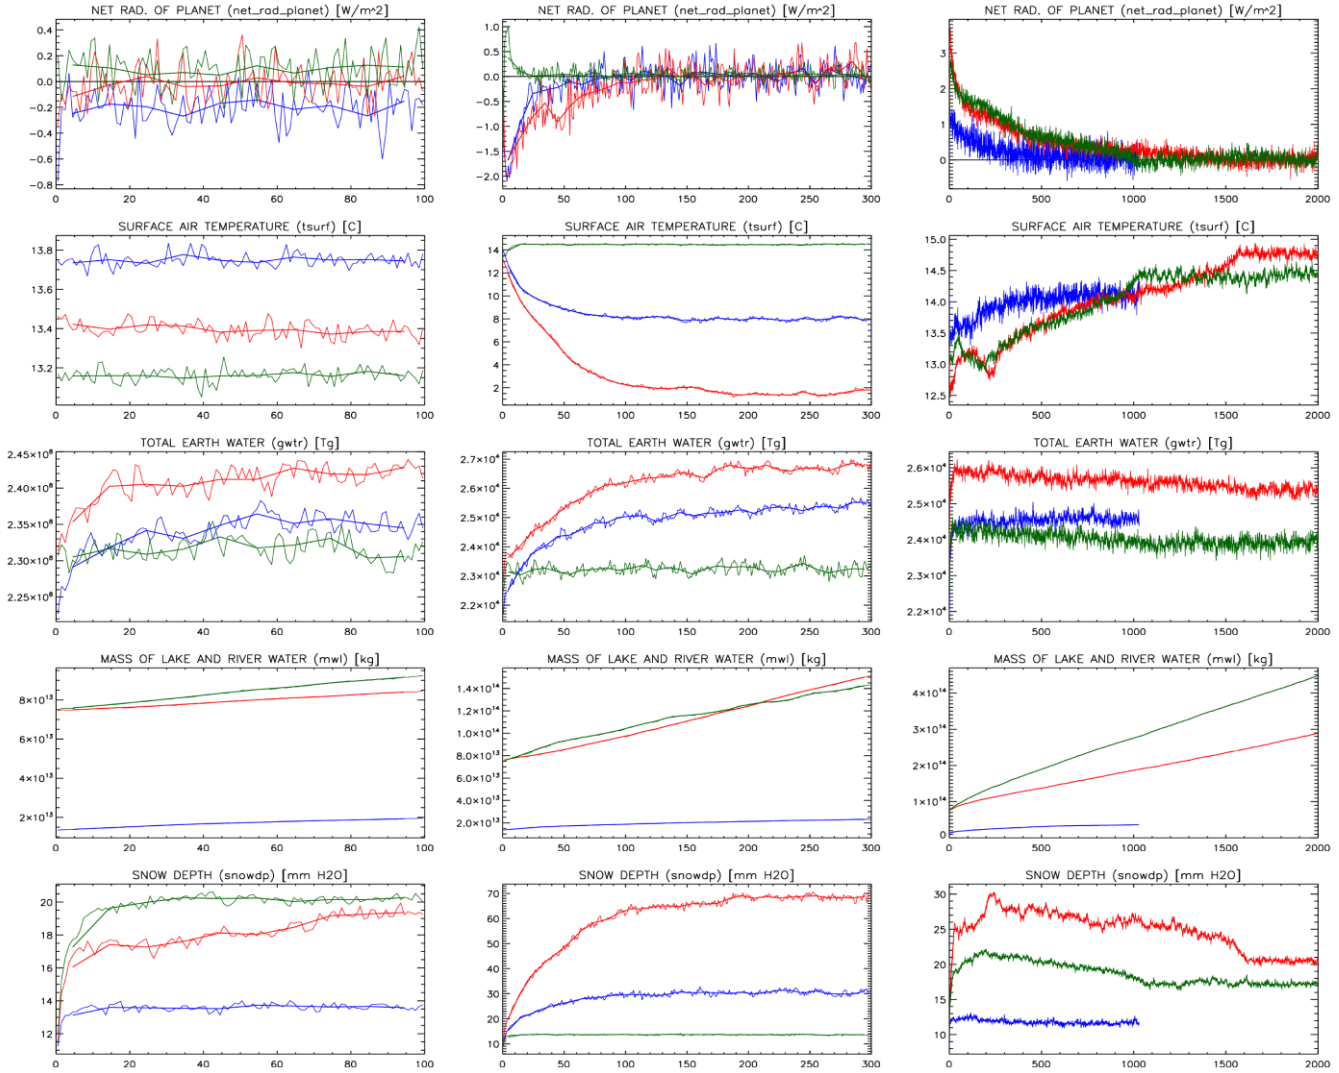 NET RAD. OF PLANET (net_rad_planet) [W/m^2]
0.4
0.2
0.0
−0.2
−0.4
−0.6
−0.8
0 20 40 60 80 100
NET RAD. OF PLANET (net_rad_planet) [W/m^2]
1.0
0.5
0.0
−0.5
−1.0
−1.5
−2.0
0 50 100 150 200 250 300
NET RAD. OF PLANET (net_rad_planet) [W/m^2]
3
2
1
0
0 500 1000 1500 2000
SURFACE AIR TEMPERATURE (tsurf) [C]
13.8
13.6
13.4
13.2
0 20 40 60 80 100
SURFACE AIR TEMPERATURE (tsurf) [C]
14
12
10
8
6
4
2
0 50 100 150 200 250 300
SURFACE AIR TEMPERATURE (tsurf) [C]
15.0
14.5
14.0
13.5
13.0
12.5
0 500 1000 1500 2000
TOTAL EARTH WATER (gwtr) [Tg]
2.45×10⁸
2.40×10⁸
2.35×10⁸
2.30×10⁸
2.25×10⁸
0 20 40 60 80 100
TOTAL EARTH WATER (gwtr) [Tg]
2.7×10⁴
2.6×10⁴
2.5×10⁴
2.4×10⁴
2.3×10⁴
2.2×10⁴
0 50 100 150 200 250 300
TOTAL EARTH WATER (gwtr) [Tg]
2.6×10⁴
2.5×10⁴
2.4×10⁴
2.3×10⁴
2.2×10⁴
0 500 1000 1500 2000
MASS OF LAKE AND RIVER WATER (mwl) [kg]
8×10¹³
6×10¹³
4×10¹³
2×10¹³
0 20 40 60 80 100
MASS OF LAKE AND RIVER WATER (mwl) [kg]
1.4×10¹⁴
1.2×10¹⁴
1.0×10¹⁴
8.0×10¹³
6.0×10¹³
4.0×10¹³
2.0×10¹³
0 50 100 150 200 250 300
MASS OF LAKE AND RIVER WATER (mwl) [kg]
4×10¹⁴
3×10¹⁴
2×10¹⁴
1×10¹⁴
0
0 500 1000 1500 2000
SNOW DEPTH (snowdp) [mm H2O]
20
18
16
14
12
0 20 40 60 80 100
SNOW DEPTH (snowdp) [mm H2O]
70
60
50
40
30
20
10
0 50 100 150 200 250 300
SNOW DEPTH (snowdp) [mm H2O]
30
25
20
15
10
0 500 1000 1500 2000